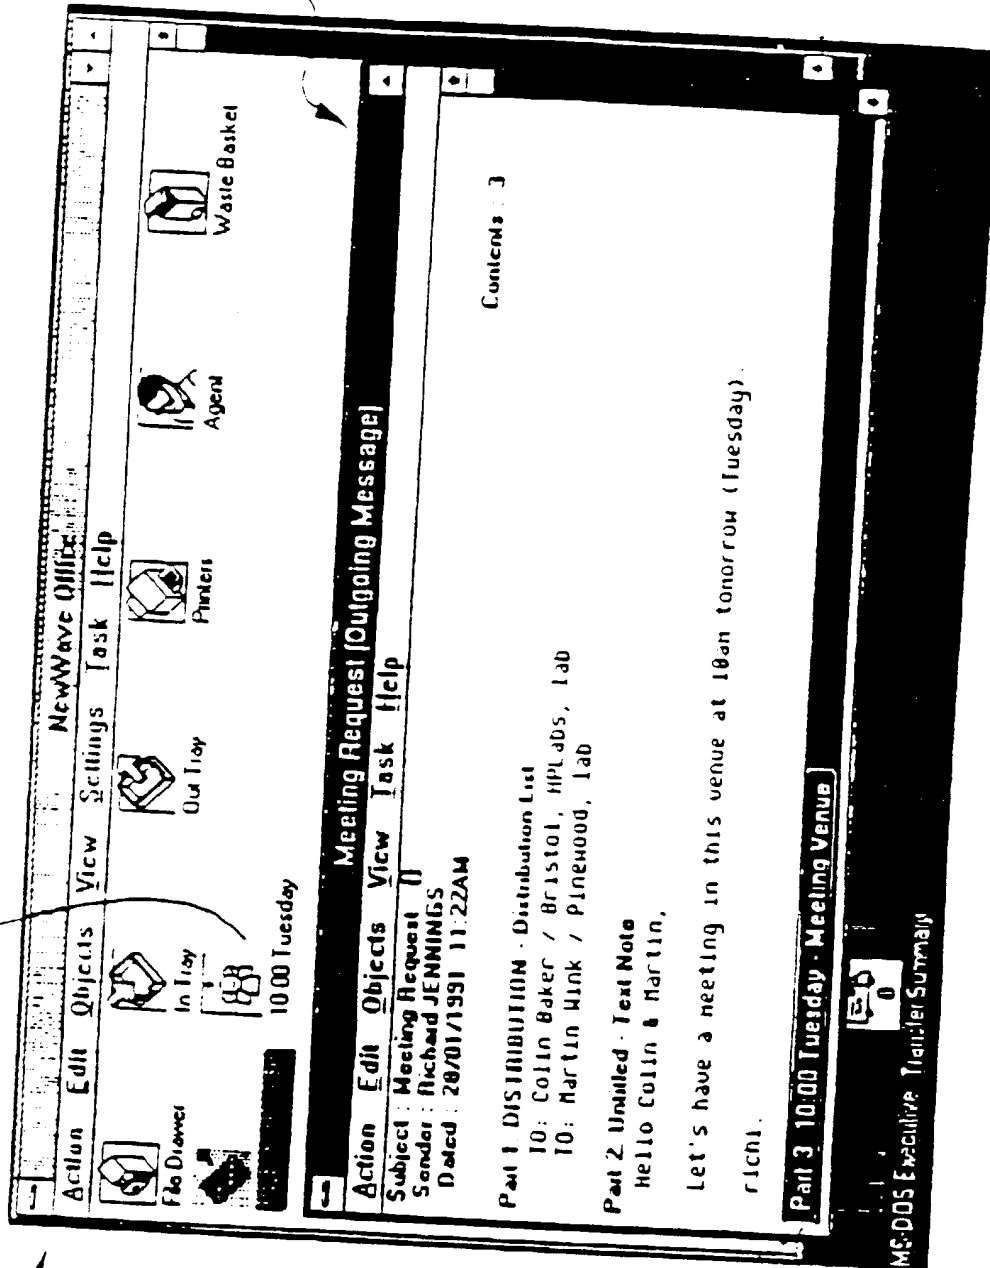 NewWave Office
Action Edit Objects View Settings Task Help
File Drawer In Tray Out Tray Printers Agent Waste Basket
10:00 Tuesday
Meeting Request [Outgoing Message]
Action Edit Objects View Task Help
Subject : Meeting Request
Sender : Richard JENNINGS
Dated : 28/01/1991 11:22AM
Contents : 3
Part 1 DISTRIBUTION - Distribution List
TO: Colin Baker / Bristol, HPLabs, lab
TO: Martin Wink / Pinewood, lab
Part 2 Untitled - Text Note
Hello Colin & Martin,
Let's have a meeting in this venue at 10am tomorrow (Tuesday).
richi.
Part 3 10:00 Tuesday - Meeting Venue
MS-DOS Executive Transfer Summary